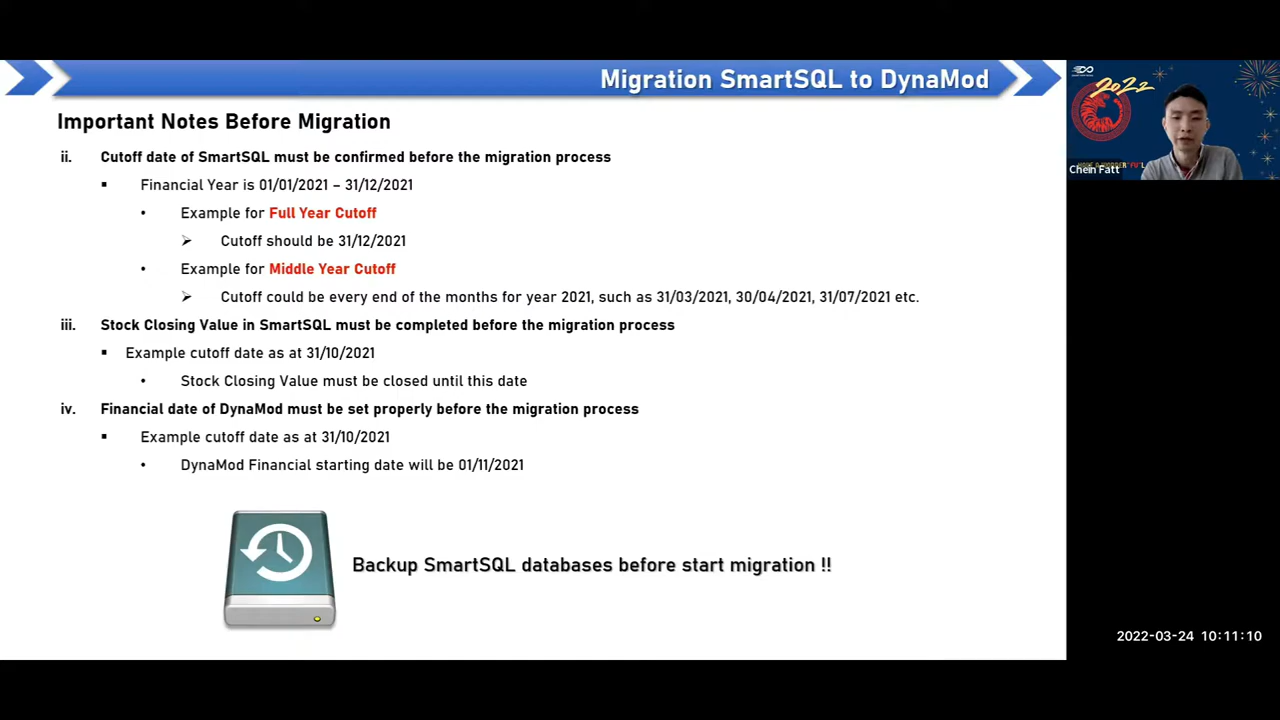 Migration SmartSQL to DynaMod
Important Notes Before Migration
ii. Cutoff date of SmartSQL must be confirmed before the migration process
▪ Financial Year is 01/01/2021 – 31/12/2021
• Example for Full Year Cutoff
➢ Cutoff should be 31/12/2021
• Example for Middle Year Cutoff
➢ Cutoff could be every end of the months for year 2021, such as 31/03/2021, 30/04/2021, 31/07/2021 etc.
iii. Stock Closing Value in SmartSQL must be completed before the migration process
▪ Example cutoff date as at 31/10/2021
• Stock Closing Value must be closed until this date
iv. Financial date of DynaMod must be set properly before the migration process
▪ Example cutoff date as at 31/10/2021
• DynaMod Financial starting date will be 01/11/2021
Backup SmartSQL databases before start migration !!
2022
Chein Fatt
2022-03-24 10:11:10